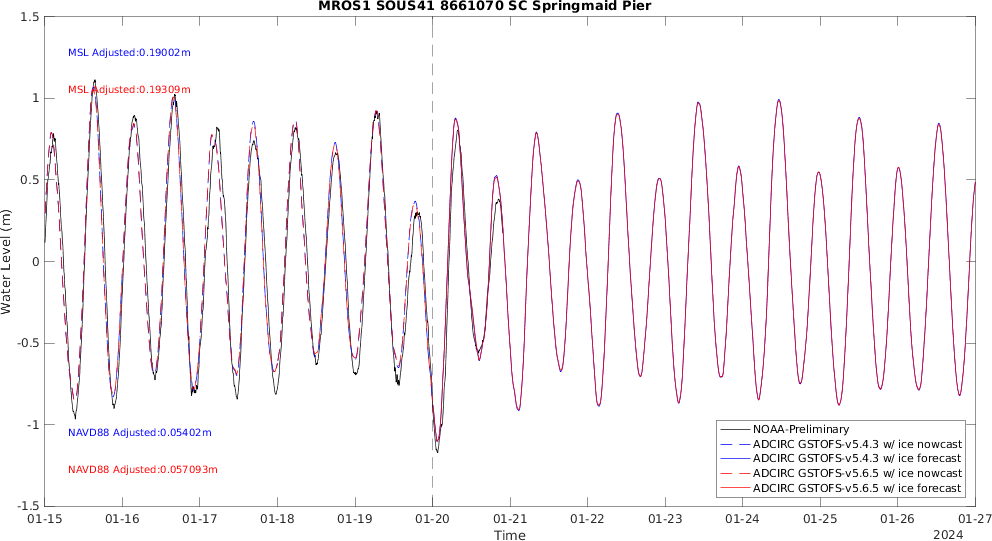 MROS1 SOUS41 8661070 SC Springmaid Pier
1.5
MSL Adjusted:0.19002m
MSL Adjusted:0.19309m
1
0.5
0
-0.5
-1
-1.5
Water Level (m)
NAVD88 Adjusted:0.05402m
NAVD88 Adjusted:0.057093m
NOAA-Preliminary
ADCIRC GSTOFS-v5.4.3 w/ ice nowcast
ADCIRC GSTOFS-v5.4.3 w/ ice forecast
ADCIRC GSTOFS-v5.6.5 w/ ice nowcast
ADCIRC GSTOFS-v5.6.5 w/ ice forecast
01-15 01-16 01-17 01-18 01-19 01-20 01-21 01-22 01-23 01-24 01-25 01-26 01-27
Time
2024